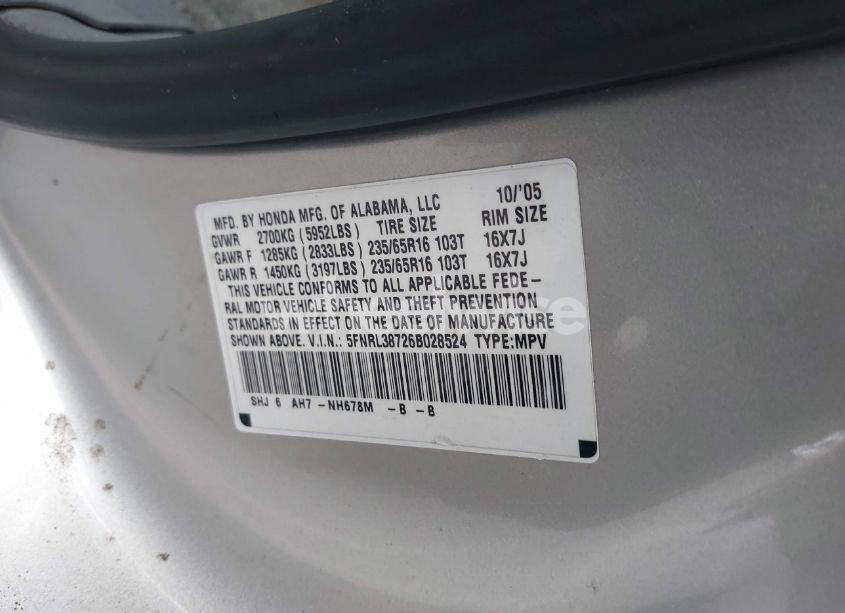 MFD. BY HONDA MFG. OF ALABAMA, LLC 10/'05
GVWR 2700KG (5952LBS) TIRE SIZE RIM SIZE
GAWR F 1285KG (2833LBS) 235/65R16 103T 16X7J
GAWR R 1450KG (3197LBS) 235/65R16 103T 16X7J
THIS VEHICLE CONFORMS TO ALL APPLICABLE FEDE-
RAL MOTOR VEHICLE SAFETY AND THEFT PREVENTION
STANDARDS IN EFFECT ON THE DATE OF MANUFACTURE
SHOWN ABOVE. V.I.N.: 5FNRL38726B028524 TYPE:MPV
SHJ 6 AH7 -NH678M -B -B